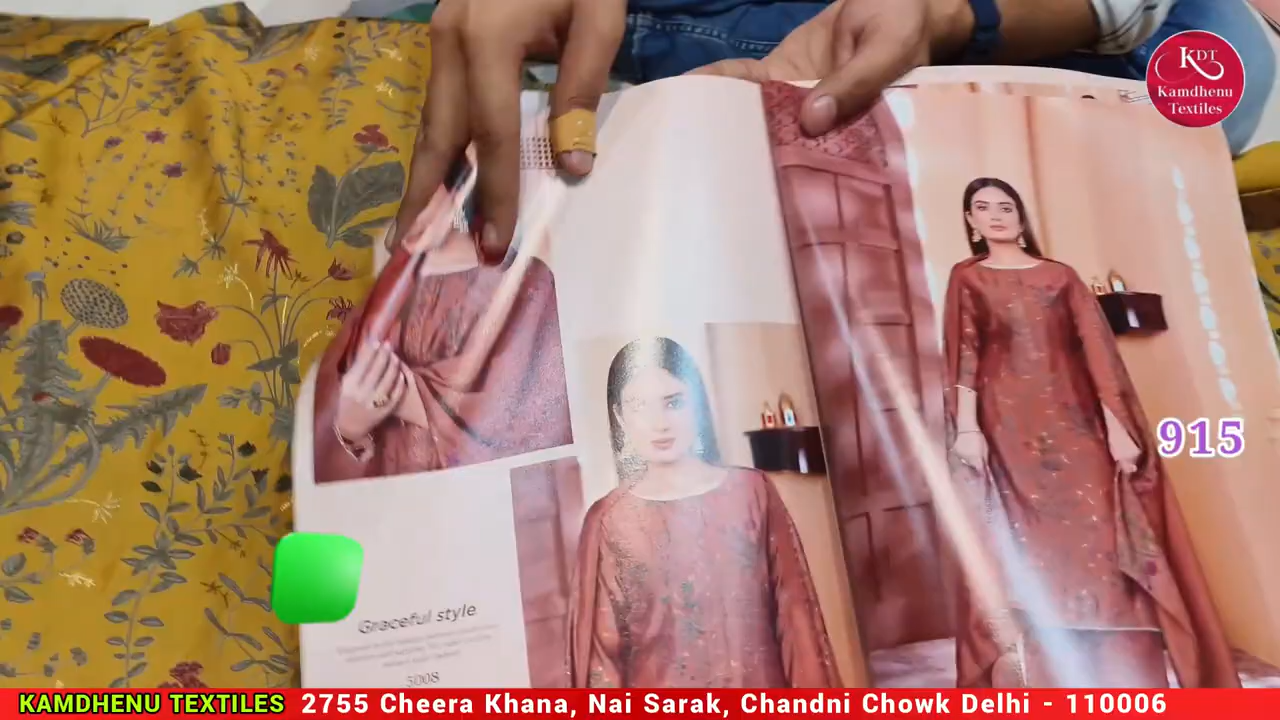 KDT
Kamdhenu
Textiles
915
Graceful style
5008
KAMDHENU TEXTILES 2755 Cheera Khana, Nai Sarak, Chandni Chowk Delhi - 110006